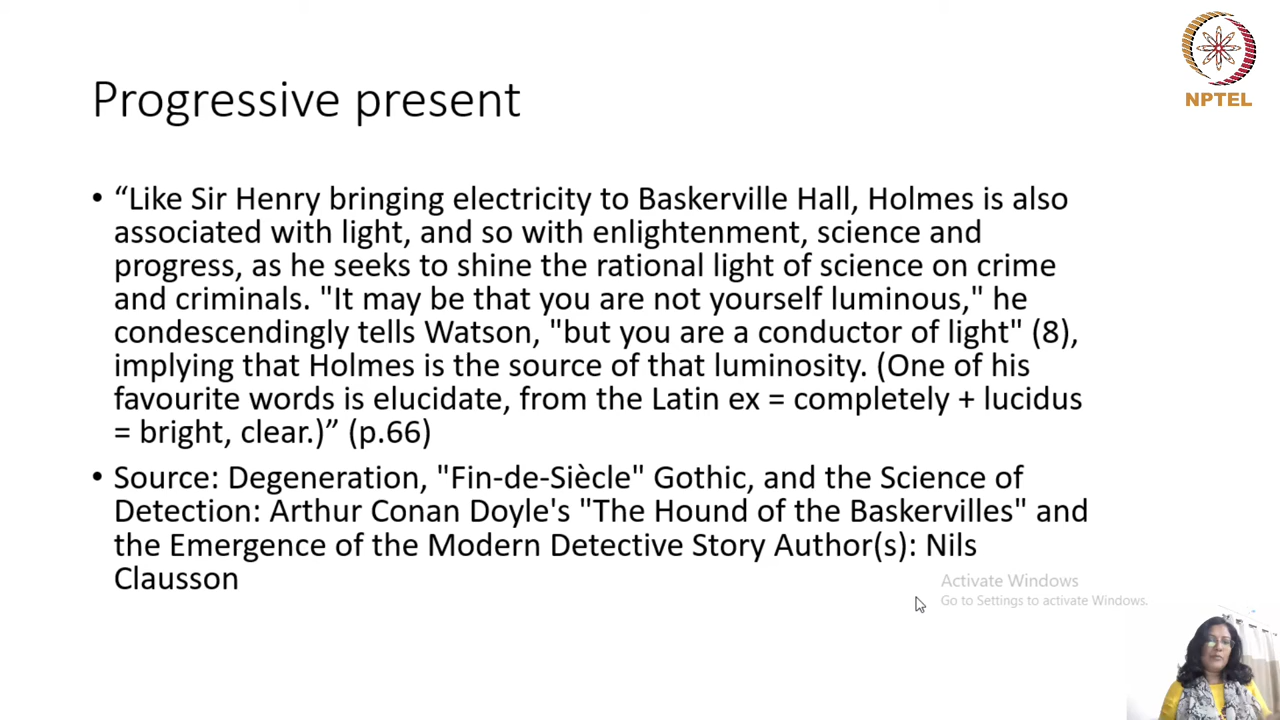 NPTEL
Progressive present
• “Like Sir Henry bringing electricity to Baskerville Hall, Holmes is also
associated with light, and so with enlightenment, science and
progress, as he seeks to shine the rational light of science on crime
and criminals. "It may be that you are not yourself luminous," he
condescendingly tells Watson, "but you are a conductor of light" (8),
implying that Holmes is the source of that luminosity. (One of his
favourite words is elucidate, from the Latin ex = completely + lucidus
= bright, clear.)” (p.66)
• Source: Degeneration, "Fin-de-Siècle" Gothic, and the Science of
Detection: Arthur Conan Doyle's "The Hound of the Baskervilles" and
the Emergence of the Modern Detective Story Author(s): Nils
Clausson
Activate Windows
Go to Settings to activate Windows.